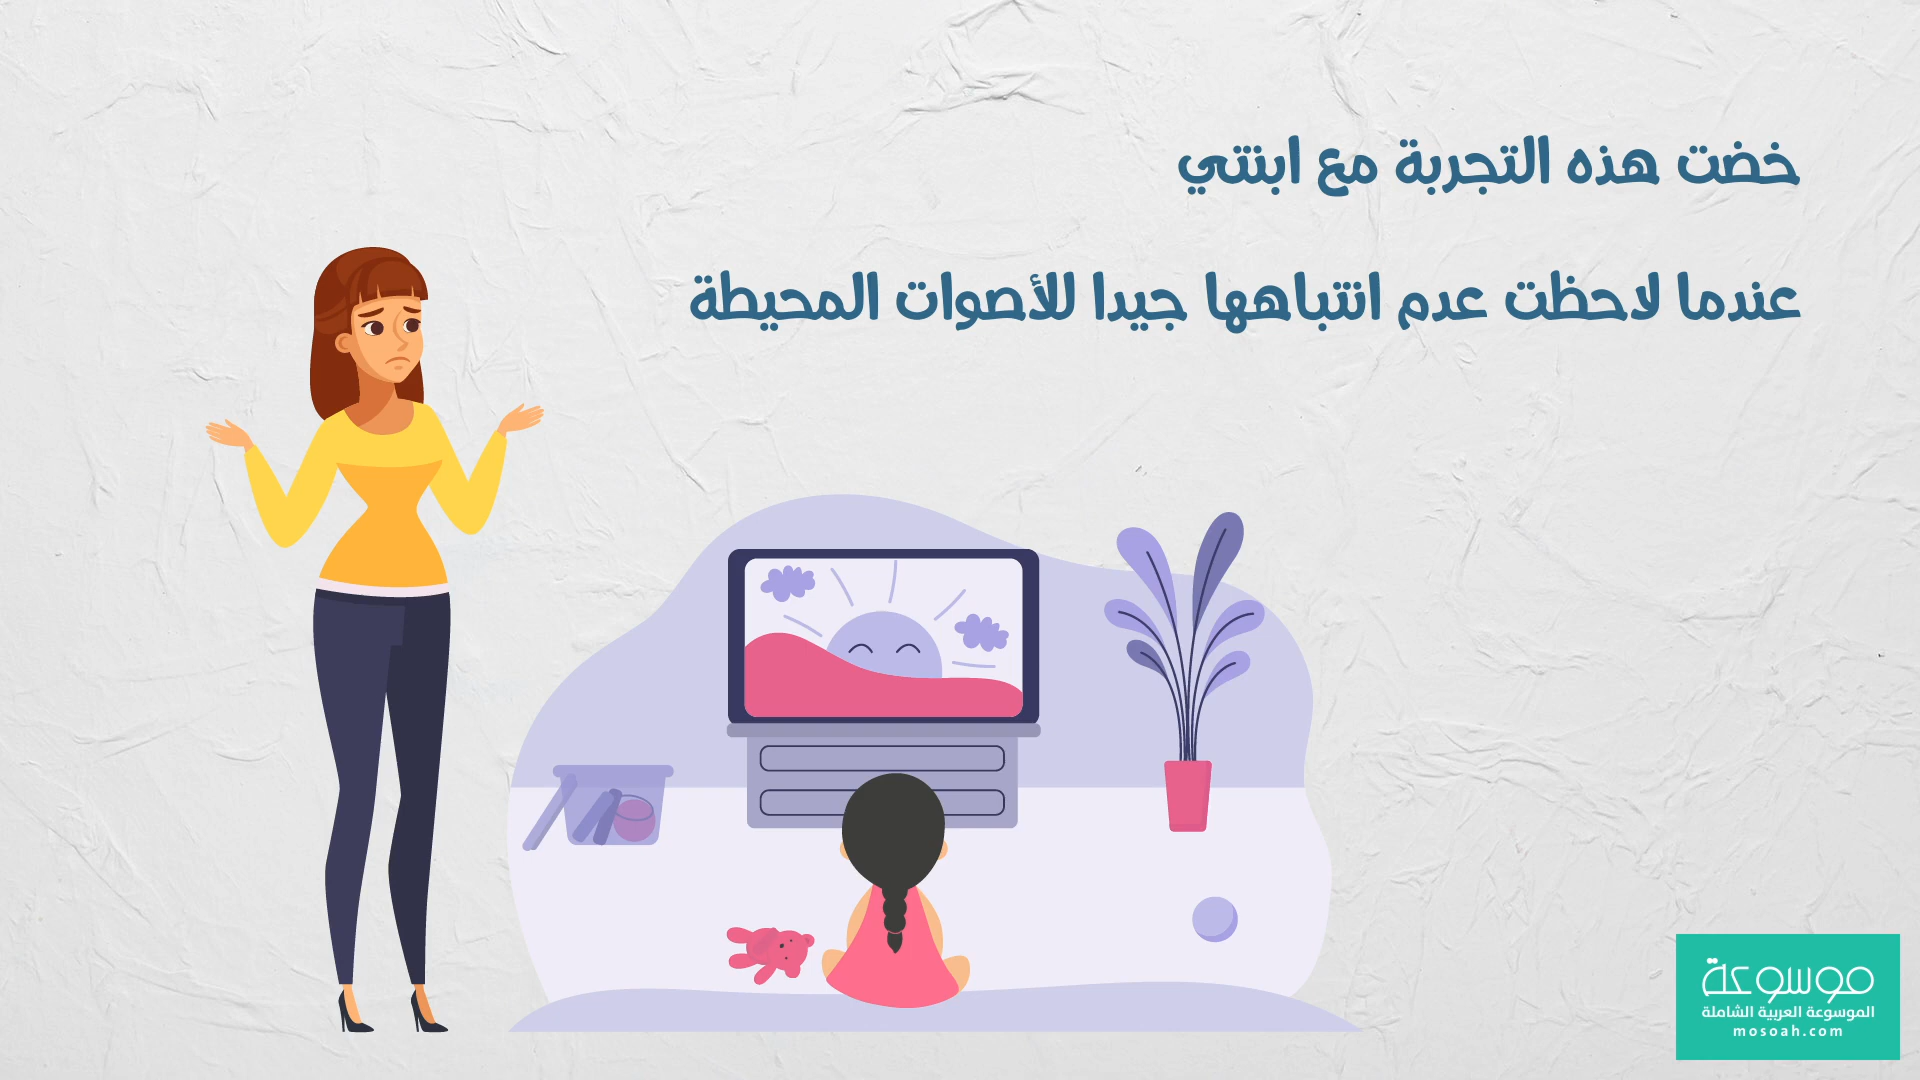 خضت هذه التجربة مع ابنتي
عندما لاحظت عدم انتباهها جيدا للأصوات المحيطة
موسوعة
الموسوعة العربية الشاملة
mosoah.com